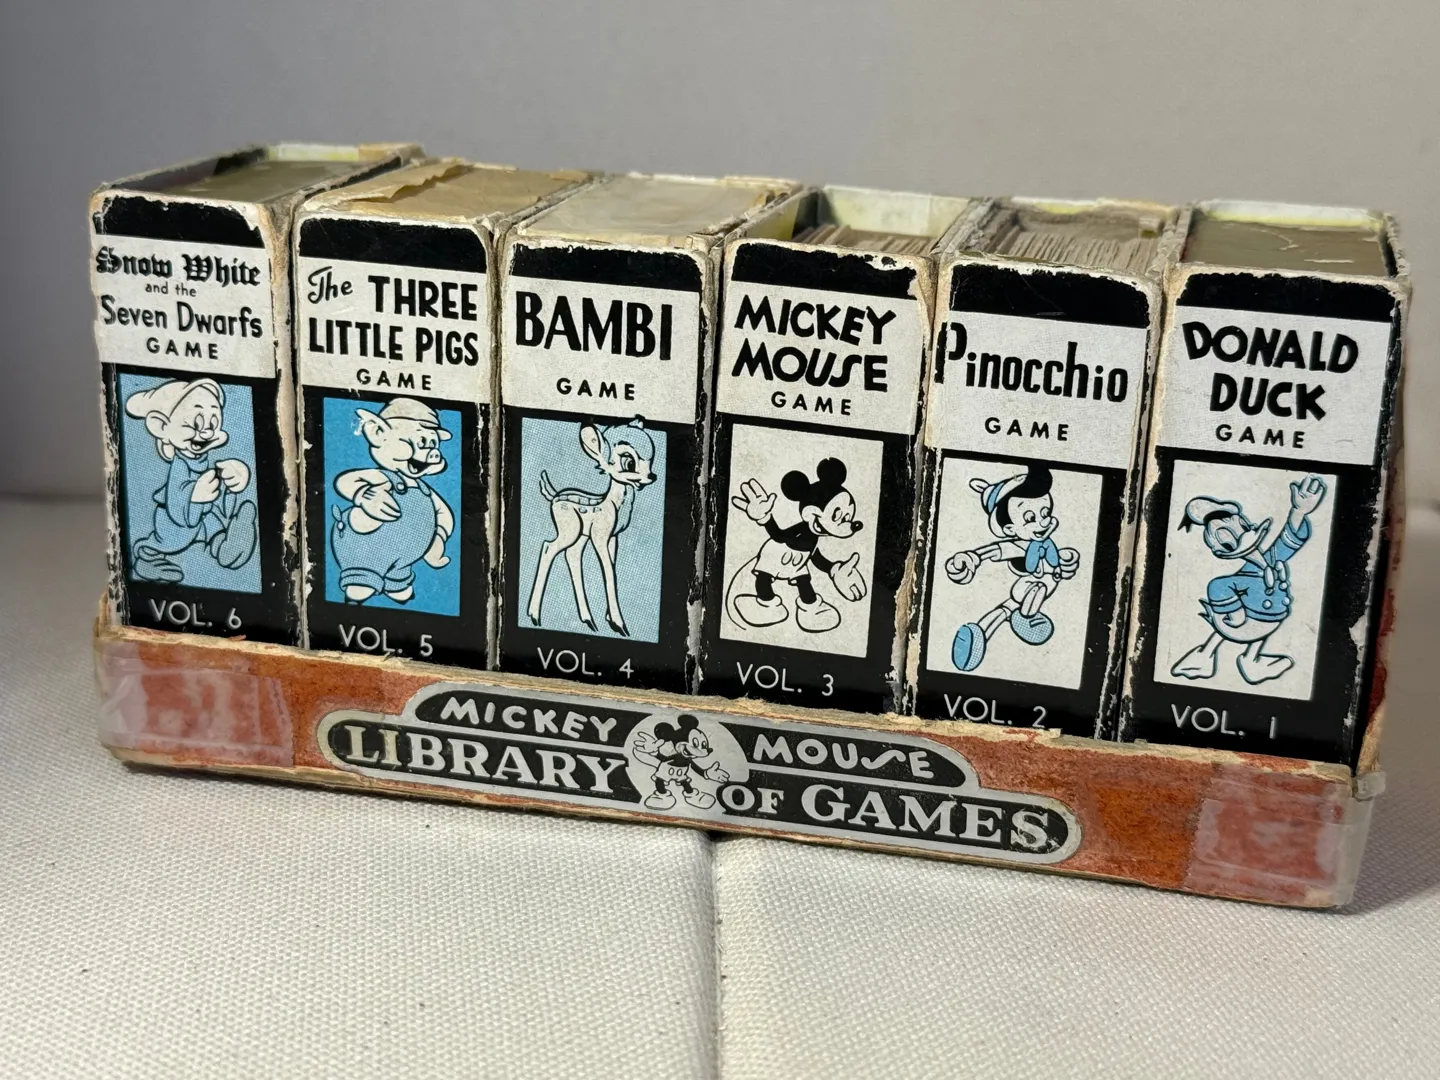 Snow White
and the
Seven Dwarfs
GAME
VOL. 6
The THREE
LITTLE PIGS
GAME
VOL. 5
BAMBI
GAME
VOL. 4
MICKEY
MOUSE
GAME
VOL. 3
Pinocchio
GAME
VOL. 2
DONALD
DUCK
GAME
VOL. 1
MICKEY MOUSE
LIBRARY OF GAMES